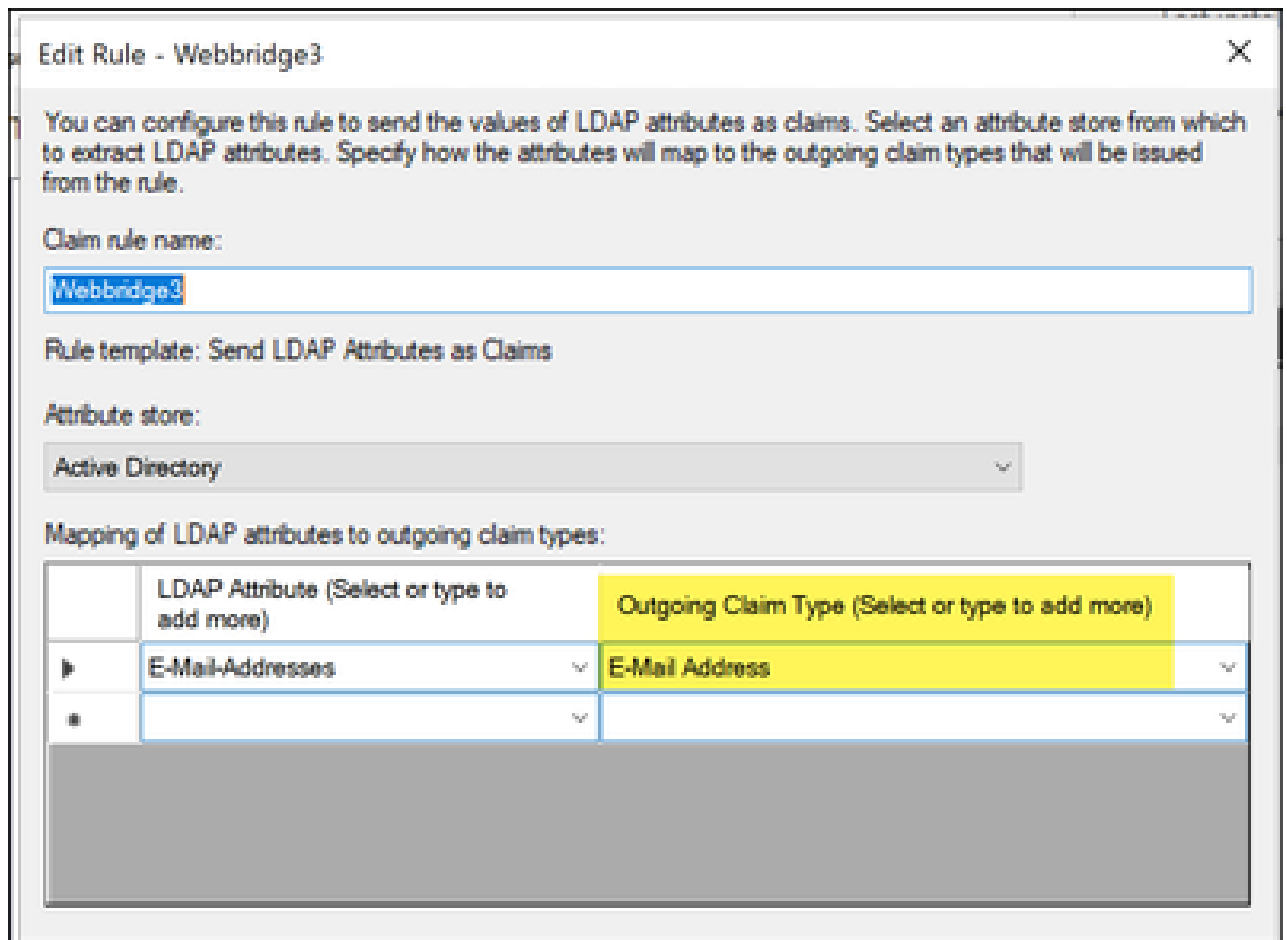 Edit Rule - Webbridge3
You can configure this rule to send the values of LDAP attributes as claims. Select an attribute store from which
to extract LDAP attributes. Specify how the attributes will map to the outgoing claim types that will be issued
from the rule.
Claim rule name:
Webbridge3
Rule template: Send LDAP Attributes as Claims
Attribute store:
Active Directory
Mapping of LDAP attributes to outgoing claim types:
LDAP Attribute (Select or type to
add more)
Outgoing Claim Type (Select or type to add more)
E-Mail-Addresses
E-Mail Address